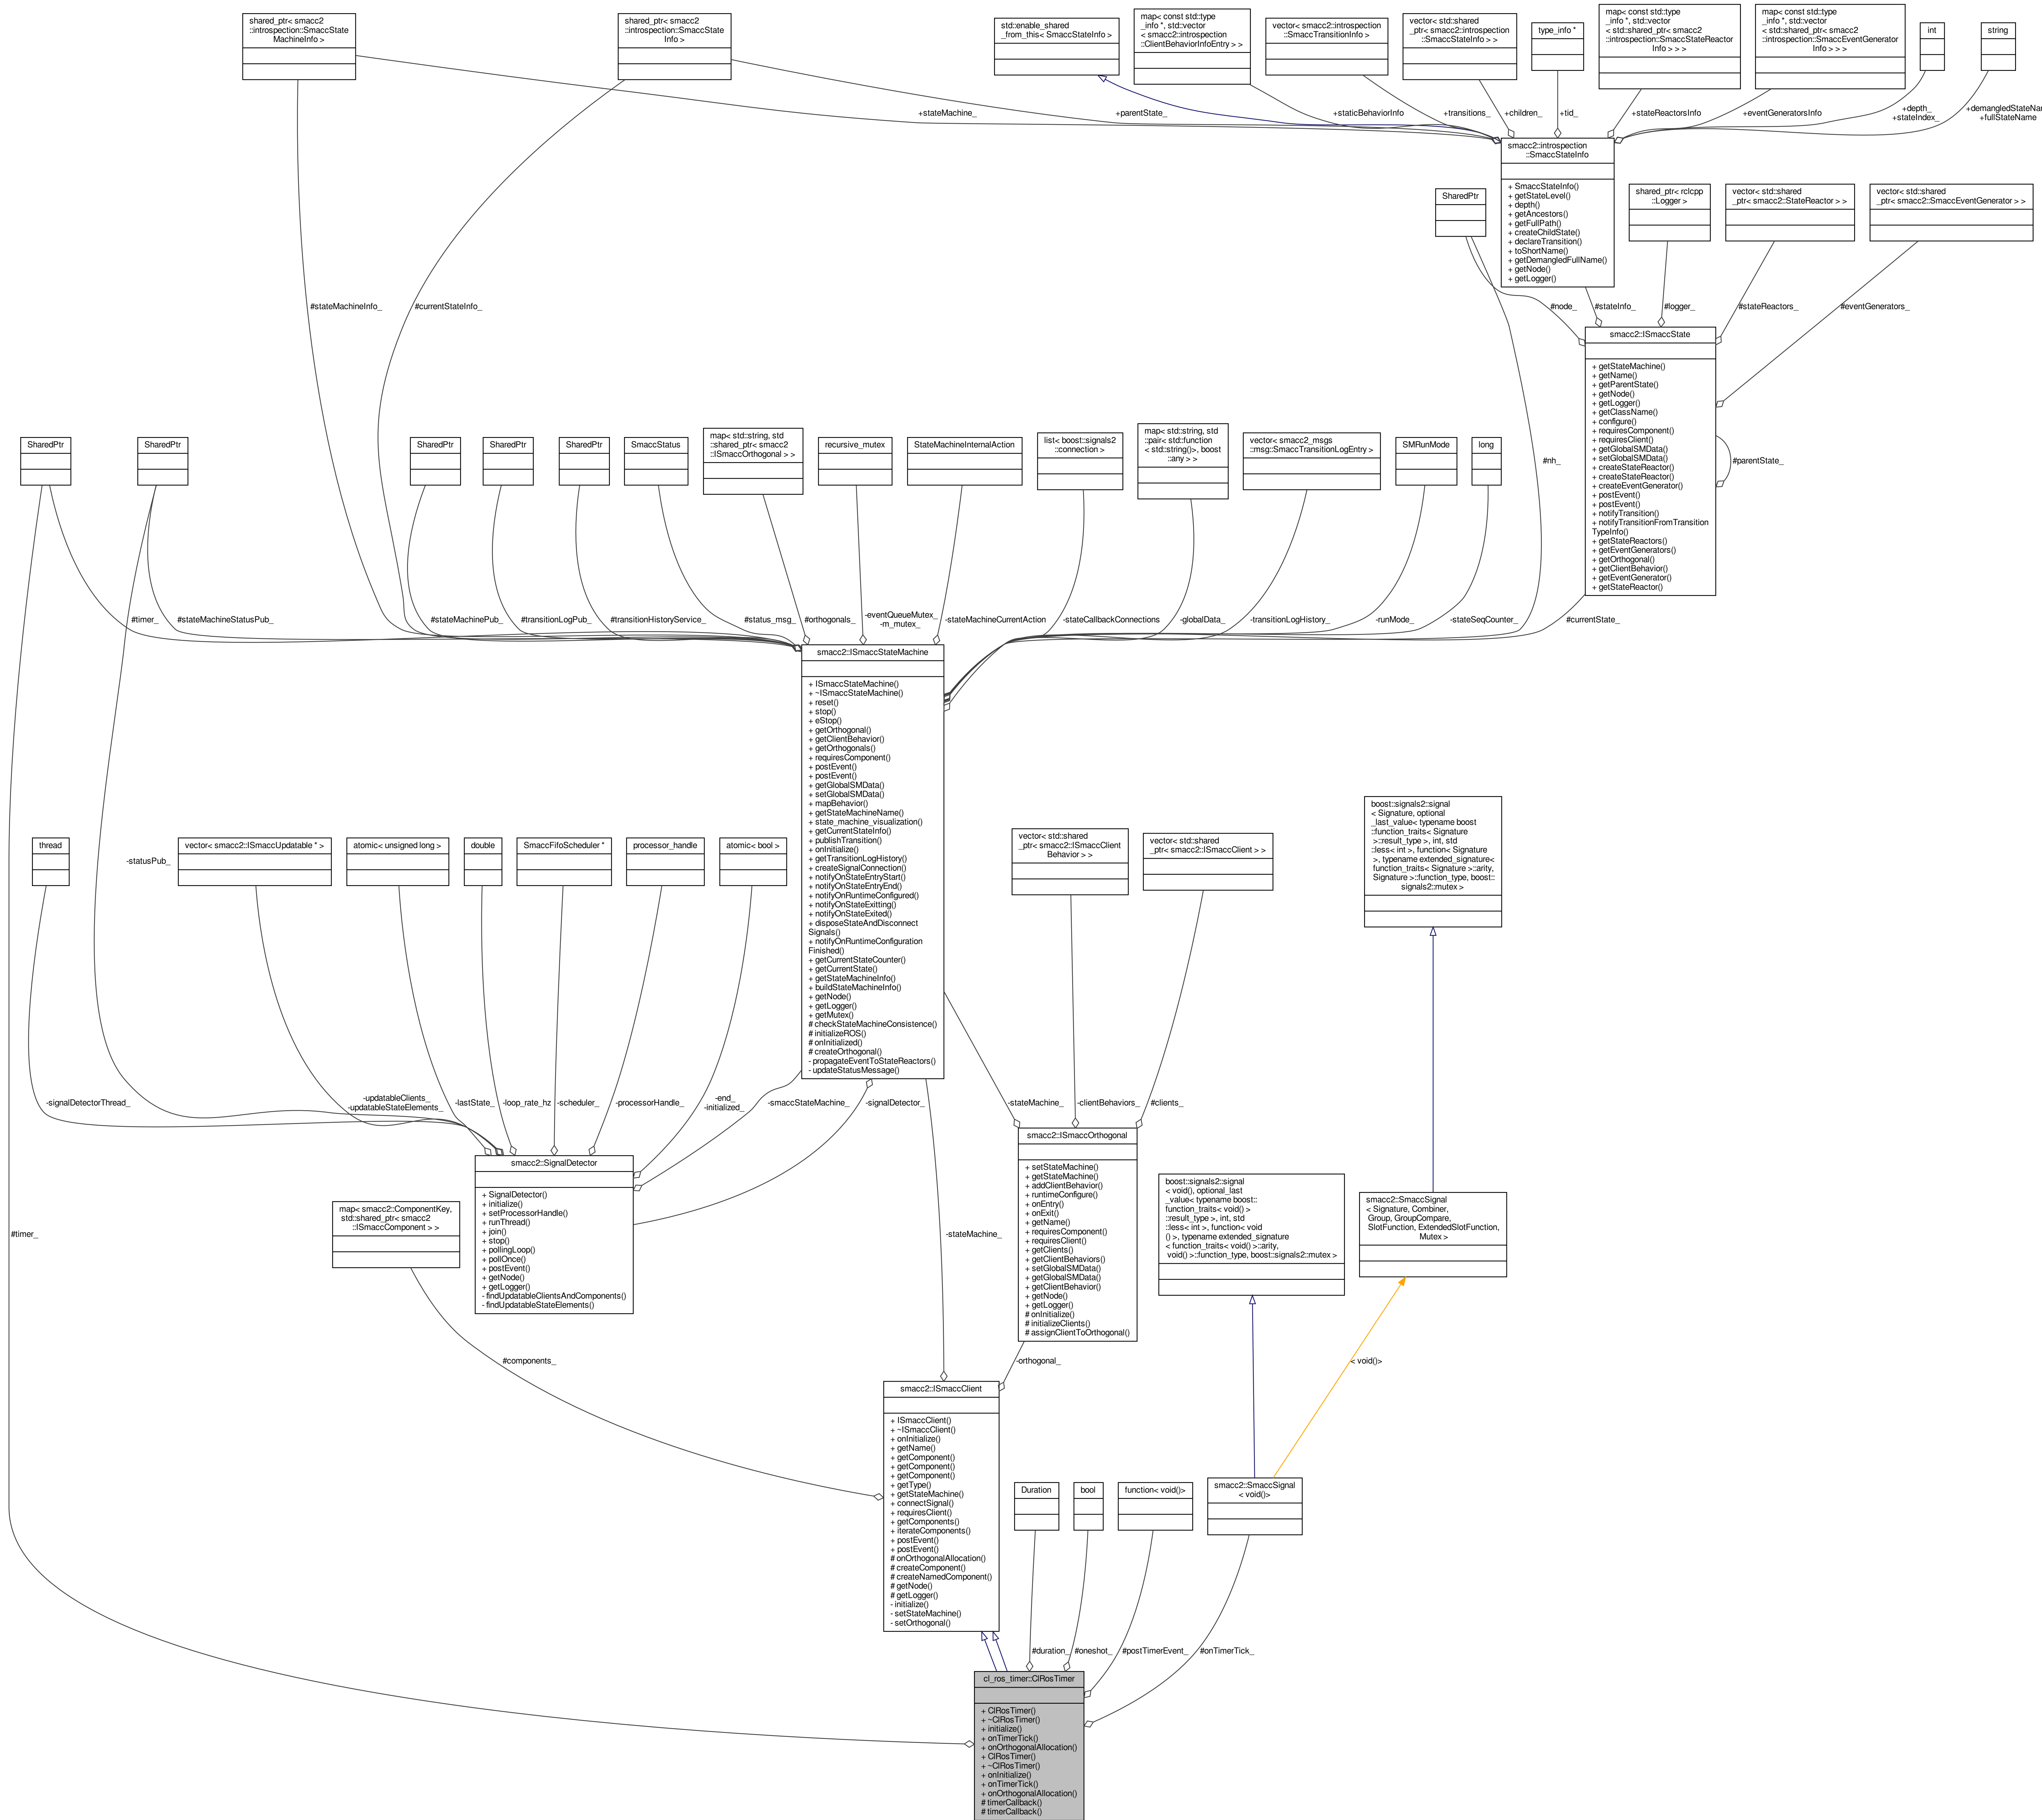 shared_ptr< smacc2
::introspection::SmaccState
MachineInfo >
shared_ptr< smacc2
::introspection::SmaccState
Info >
std::enable_shared
_from_this< SmaccStateInfo >
map< const std::type
_info *, std::vector
< smacc2::introspection
::ClientBehaviorInfoEntry > >
vector< smacc2::introspection
::SmaccTransitionInfo >
vector< std::shared
_ptr< smacc2::introspection
::SmaccStateInfo > >
type_info *
map< const std::type
_info *, std::vector
< std::shared_ptr< smacc2
::introspection::SmaccStateReactor
Info > > >
map< const std::type
_info *, std::vector
< std::shared_ptr< smacc2
::introspection::SmaccEventGenerator
Info > > >
int
string
+stateMachine_
+parentState_
+staticBehaviorInfo
+transitions_
+children_
+tid_
+stateReactorsInfo
+eventGeneratorsInfo
+depth_
+stateIndex_
+demangledStateNam
+fullStateName
smacc2::introspection
::SmaccStateInfo
+ SmaccStateInfo()
+ getStateLevel()
+ depth()
+ getAncestors()
+ getFullPath()
+ createChildState()
+ declareTransition()
+ toShortName()
+ getDemangledFullName()
+ getNode()
+ getLogger()
SharedPtr
shared_ptr< rclcpp
::Logger >
vector< std::shared
_ptr< smacc2::StateReactor > >
vector< std::shared
_ptr< smacc2::SmaccEventGenerator > >
#stateMachineInfo_
#currentStateInfo_
#node_
#stateInfo_
#logger_
#stateReactors_
#eventGenerators_
smacc2::ISmaccState
+ getStateMachine()
+ getName()
+ getParentState()
+ getNode()
+ getLogger()
+ getClassName()
+ configure()
+ requiresComponent()
+ requiresClient()
+ getGlobalSMData()
+ setGlobalSMData()
+ createStateReactor()
+ createStateReactor()
+ createEventGenerator()
+ postEvent()
+ postEvent()
+ notifyTransition()
+ notifyTransitionFromTransition
TypeInfo()
+ getStateReactors()
+ getEventGenerators()
+ getOrthogonal()
+ getClientBehavior()
+ getEventGenerator()
+ getStateReactor()
#parentState_
SharedPtr
SharedPtr
SharedPtr
SharedPtr
SharedPtr
SmaccStatus
map< std::string, std
::shared_ptr< smacc2
::ISmaccOrthogonal > >
recursive_mutex
StateMachineInternalAction
list< boost::signals2
::connection >
map< std::string, std
::pair< std::function
< std::string()>, boost
::any > >
vector< smacc2_msgs
::msg::SmaccTransitionLogEntry >
SMRunMode
long
#nh_
#timer_
#stateMachineStatusPub_
#stateMachinePub_
#transitionLogPub_
#transitionHistoryService_
#status_msg_
#orthogonals_
-eventQueueMutex_
-m_mutex_
-stateMachineCurrentAction
-stateCallbackConnections
-globalData_
-transitionLogHistory_
-runMode_
-stateSeqCounter_
#currentState_
smacc2::ISmaccStateMachine
+ ISmaccStateMachine()
+ ~ISmaccStateMachine()
+ reset()
+ stop()
+ eStop()
+ getOrthogonal()
+ getClientBehavior()
+ getOrthogonals()
+ requiresComponent()
+ postEvent()
+ postEvent()
+ getGlobalSMData()
+ setGlobalSMData()
+ mapBehavior()
+ getStateMachineName()
+ state_machine_visualization()
+ getCurrentStateInfo()
+ publishTransition()
+ onInitialize()
+ getTransitionLogHistory()
+ createSignalConnection()
+ notifyOnStateEntryStart()
+ notifyOnStateEntryEnd()
+ notifyOnRuntimeConfigured()
+ notifyOnStateExitting()
+ notifyOnStateExited()
+ disposeStateAndDisconnect
Signals()
+ notifyOnRuntimeConfiguration
Finished()
+ getCurrentStateCounter()
+ getCurrentState()
+ getStateMachineInfo()
+ buildStateMachineInfo()
+ getNode()
+ getLogger()
+ getMutex()
# checkStateMachineConsistence()
# initializeROS()
# onInitialized()
# createOrthogonal()
- propagateEventToStateReactors()
- updateStatusMessage()
thread
-statusPub_
vector< smacc2::ISmaccUpdatable * >
atomic< unsigned long >
double
SmaccFifoScheduler *
processor_handle
atomic< bool >
vector< std::shared
_ptr< smacc2::ISmaccClient
Behavior > >
vector< std::shared
_ptr< smacc2::ISmaccClient > >
boost::signals2::signal
< Signature, optional
_last_value< typename boost
::function_traits< Signature
>::result_type >, int, std
::less< int >, function< Signature
>, typename extended_signature<
function_traits< Signature >::arity,
Signature >::function_type, boost::
signals2::mutex >
-signalDetectorThread_
-updatableClients_
-updatableStateElements_
-lastState_
-loop_rate_hz
-scheduler_
-processorHandle_
-end_
-initialized_
-smaccStateMachine_
-signalDetector_
-stateMachine_
-clientBehaviors_
#clients_
smacc2::SignalDetector
+ SignalDetector()
+ initialize()
+ setProcessorHandle()
+ runThread()
+ join()
+ stop()
+ pollingLoop()
+ pollOnce()
+ postEvent()
+ getNode()
+ getLogger()
- findUpdatableClientsAndComponents()
- findUpdatableStateElements()
smacc2::ISmaccOrthogonal
+ setStateMachine()
+ getStateMachine()
+ addClientBehavior()
+ runtimeConfigure()
+ onEntry()
+ onExit()
+ getName()
+ requiresComponent()
+ requiresClient()
+ getClients()
+ getClientBehaviors()
+ setGlobalSMData()
+ getGlobalSMData()
+ getClientBehavior()
+ getNode()
+ getLogger()
# onInitialize()
# initializeClients()
# assignClientToOrthogonal()
boost::signals2::signal
< void(), optional_last
_value< typename boost::
function_traits< void()>
::result_type >, int, std
::less< int >, function< void
() >, typename extended_signature
< function_traits< void() >::arity,
void() >::function_type, boost::signals2::mutex >
smacc2::SmaccSignal
< Signature, Combiner,
Group, GroupCompare,
SlotFunction, ExtendedSlotFunction,
Mutex >
map< smacc2::ComponentKey,
std::shared_ptr< smacc2
::ISmaccComponent > >
#timer_
-stateMachine_
#components_
-orthogonal_
< void()>
smacc2::ISmaccClient
+ ISmaccClient()
+ ~ISmaccClient()
+ onInitialize()
+ getName()
+ getComponent()
+ getComponent()
+ getComponent()
+ getType()
+ getStateMachine()
+ connectSignal()
+ requiresClient()
+ getComponents()
+ iterateComponents()
+ postEvent()
+ postEvent()
# onOrthogonalAllocation()
# createComponent()
# createNamedComponent()
# getNode()
# getLogger()
- initialize()
- setStateMachine()
- setOrthogonal()
Duration
bool
function< void()>
smacc2::SmaccSignal
< void()>
#duration_
#oneshot_
#postTimerEvent_
#onTimerTick_
cl_ros_timer::ClRosTimer
+ ClRosTimer()
+ ~ClRosTimer()
+ initialize()
+ onTimerTick()
+ onOrthogonalAllocation()
+ ClRosTimer()
+ ~ClRosTimer()
+ onInitialize()
+ onTimerTick()
+ onOrthogonalAllocation()
# timerCallback()
# timerCallback()